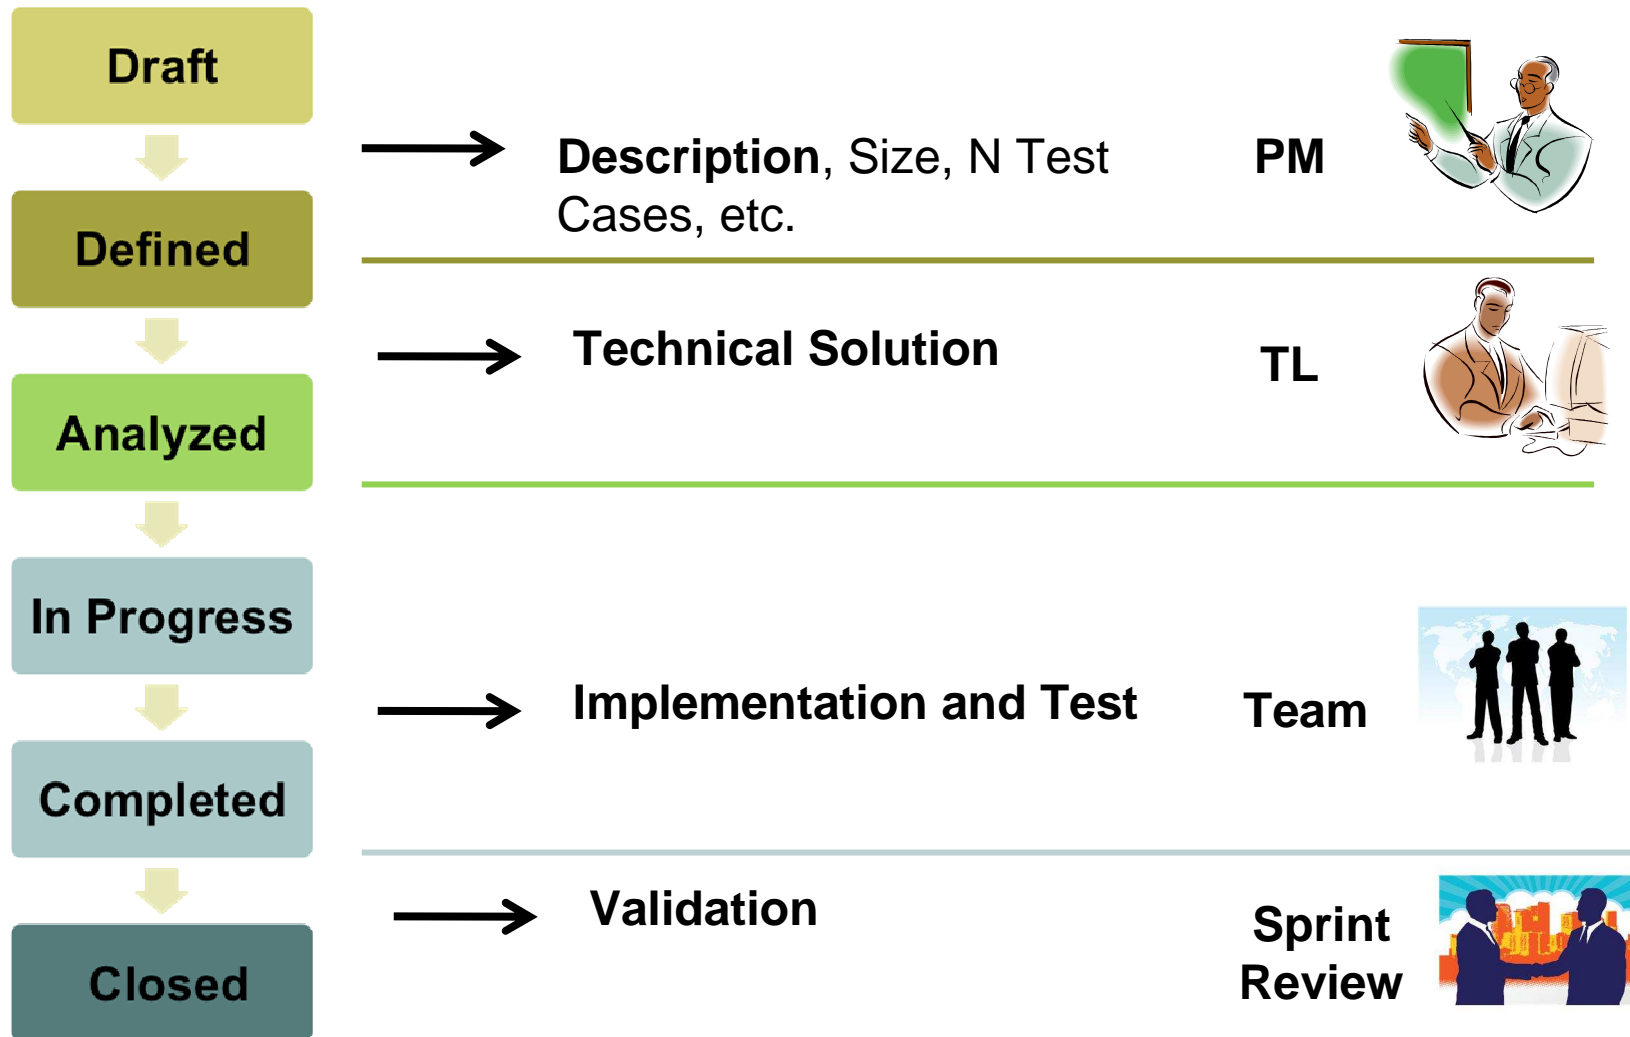 Draft
Description, Size, N Test
Cases, etc.
PM
Defined
Technical Solution
TL
Analyzed
In Progress
Implementation and Test
Team
Completed
Validation
Sprint
Review
Closed